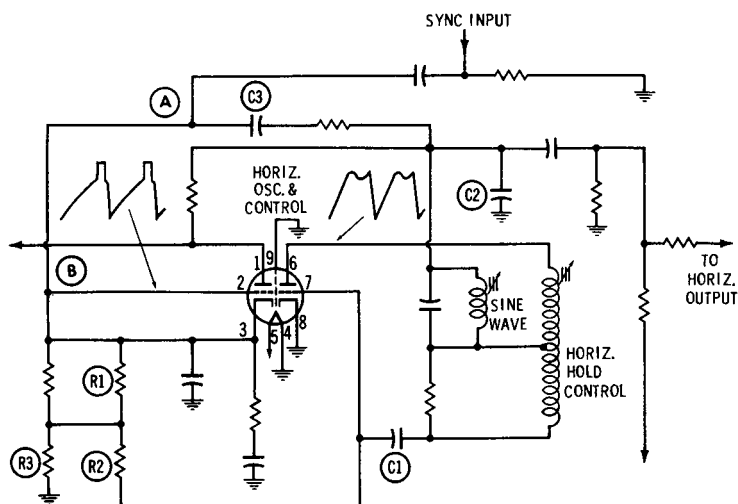 SYNC INPUT
A
C3
HORIZ.
OSC. &
CONTROL
C2
B
1
9
6
2
7
3
5
4
8
SINE
WAVE
TO
HORIZ.
OUTPUT
HORIZ.
HOLD
CONTROL
R1
R3
R2
C1